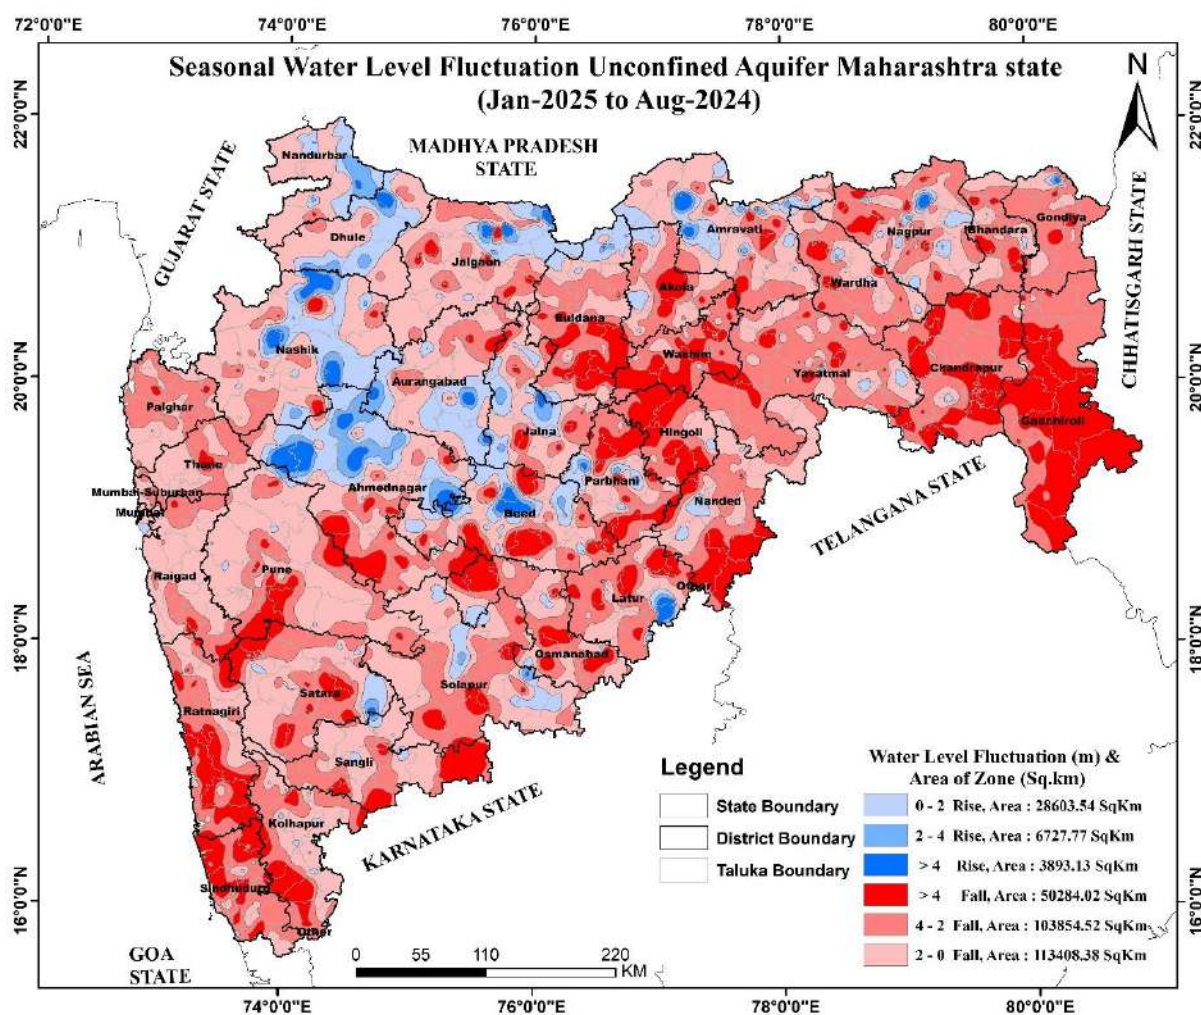 72°0'0"E 74°0'0"E 76°0'0"E 78°0'0"E 80°0'0"E
Seasonal Water Level Fluctuation Unconfined Aquifer Maharashtra state
(Jan-2025 to Aug-2024)
N
22°0'0"N
22°0'0"N
MADHYA PRADESH
STATE
GUJARAT STATE
CHHATISGARH STATE
Nandurbar
Dhule
Jalgaon
Amravati
Nagpur
Bhandara
Gondiya
Akola
Wardha
Buldana
Nashik
Washim
20°0'0"N
20°0'0"N
Aurangabad
Yavatmal
Chandrapur
Palghar
Jalna
Hingoli
Gadchiroli
Thane
Mumbai-Suburban
Mumbai
Ahmednagar
Parbhani
Beed
Nanded
TELANGANA STATE
Raigad
Pune
Latur
Other
18°0'0"N
18°0'0"N
Osmanabad
Solapur
Satara
Ratnagiri
Sangli
ARABIAN SEA
KARNATAKA STATE
Kolhapur
Sindhudurg
16°0'0"N
16°0'0"N
Other
GOA
STATE
Legend
State Boundary
District Boundary
Taluka Boundary
Water Level Fluctuation (m) &
Area of Zone (Sq.km)
0 - 2 Rise, Area : 28603.54 SqKm
2 - 4 Rise, Area : 6727.77 SqKm
> 4 Rise, Area : 3893.13 SqKm
> 4 Fall, Area : 50284.02 SqKm
4 - 2 Fall, Area : 103854.52 SqKm
2 - 0 Fall, Area : 113408.38 SqKm
0 55 110 220
KM
74°0'0"E 76°0'0"E 78°0'0"E 80°0'0"E